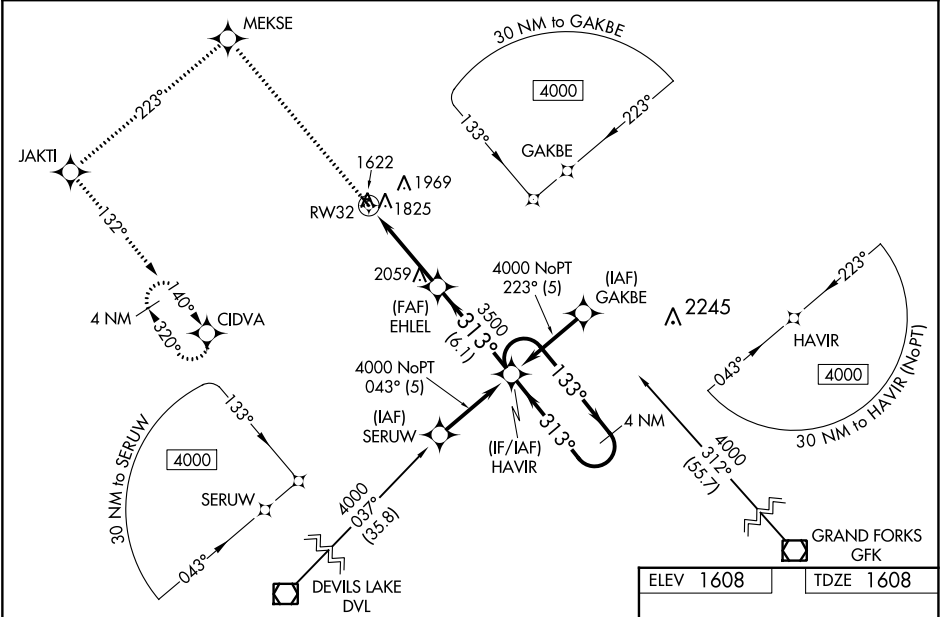 MEKSE
30 NM to GAKBE
4000
133°
223°
GAKBE
223°
JAKTI
1622
1969
1825
RW32
132°
4 NM
140°
320°
CIDVA
2059
(FAF)
EHLEL
3500
313°
(6.1)
4000 NoPT
223° (5)
(IAF)
GAKBE
2245
223°
HAVIR
043°
4000
30 NM to HAVIR (NoPT)
4000 NoPT
043° (5)
(IAF)
SERUW
133°
313°
4 NM
(IF/IAF)
HAVIR
30 NM to SERUW
4000
133°
SERUW
043°
4000
037°
(35.8)
DEVILS LAKE
DVL
4000
312°
(55.7)
GRAND FORKS
GFK
ELEV 1608
TDZE 1608